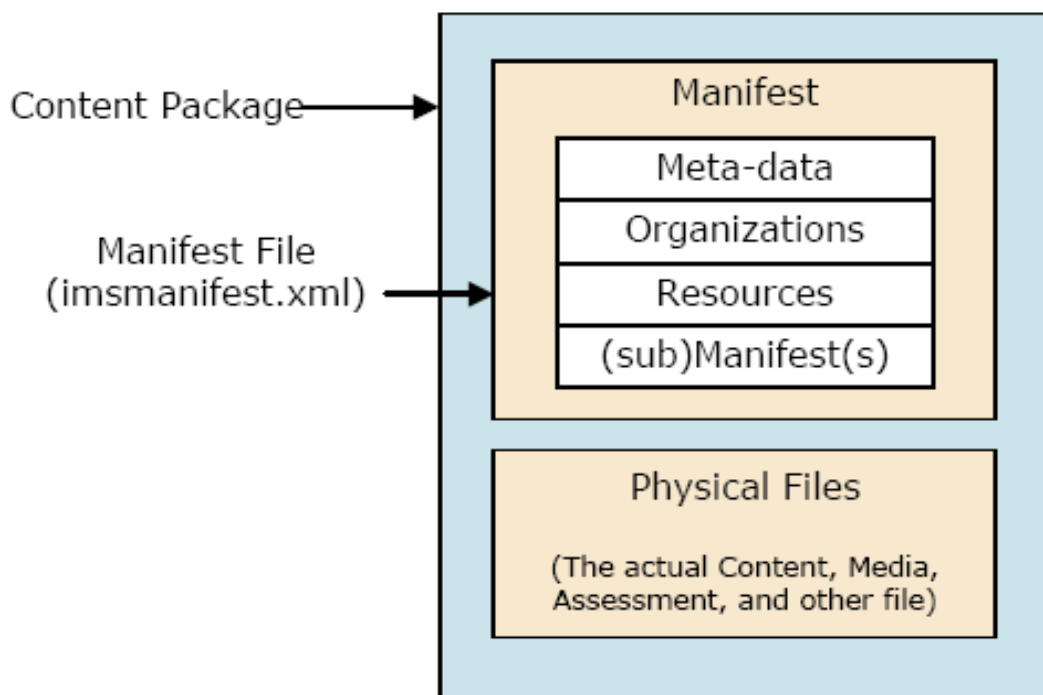 Content Package
Manifest File
(imsmanifest.xml)
Manifest
Meta-data
Organizations
Resources
(sub)Manifest(s)
Physical Files
(The actual Content, Media,
Assessment, and other file)